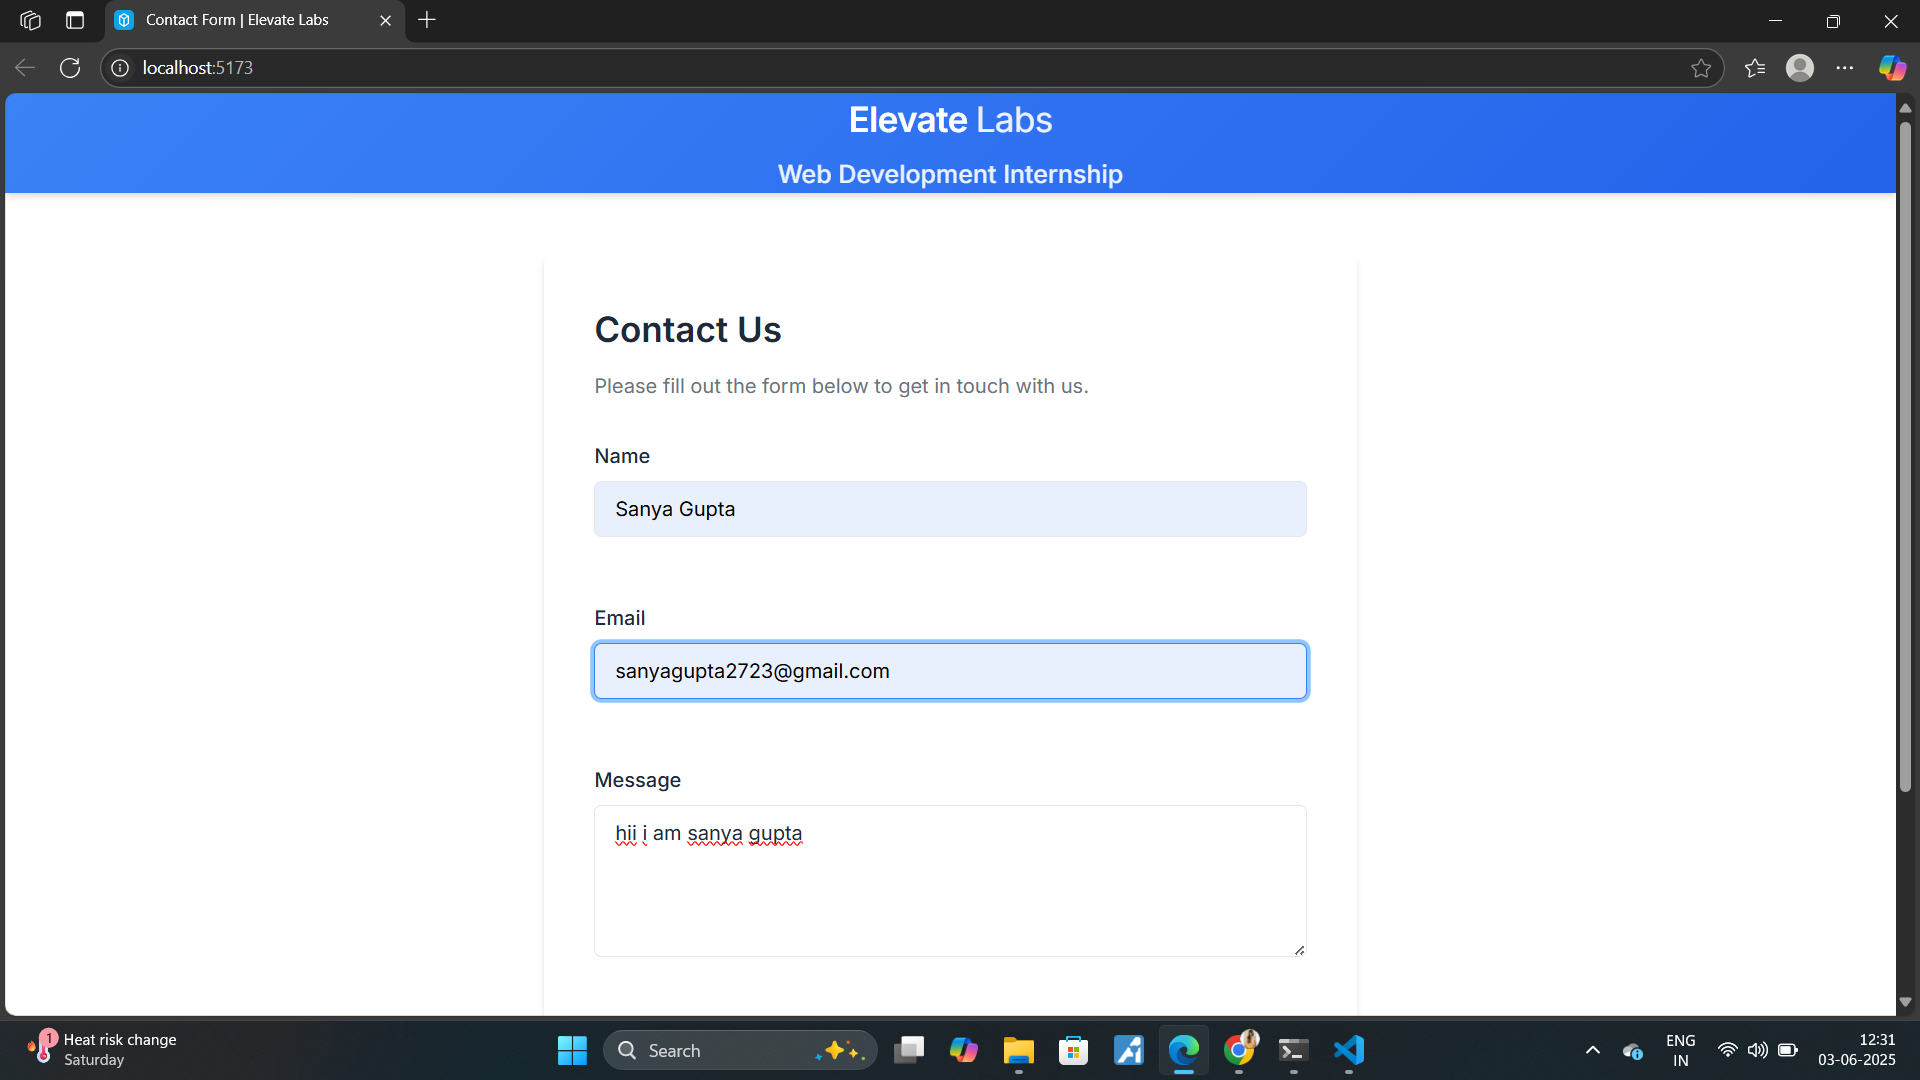 Contact Form | Elevate Labs
localhost:5173
Elevate Labs
Web Development Internship
Contact Us
Please fill out the form below to get in touch with us.
Name
Sanya Gupta
Email
sanyagupta2723@gmail.com
Message
hii i am sanya gupta
1
Heat risk change
Saturday
Search
ENG
IN
12:31
03-06-2025